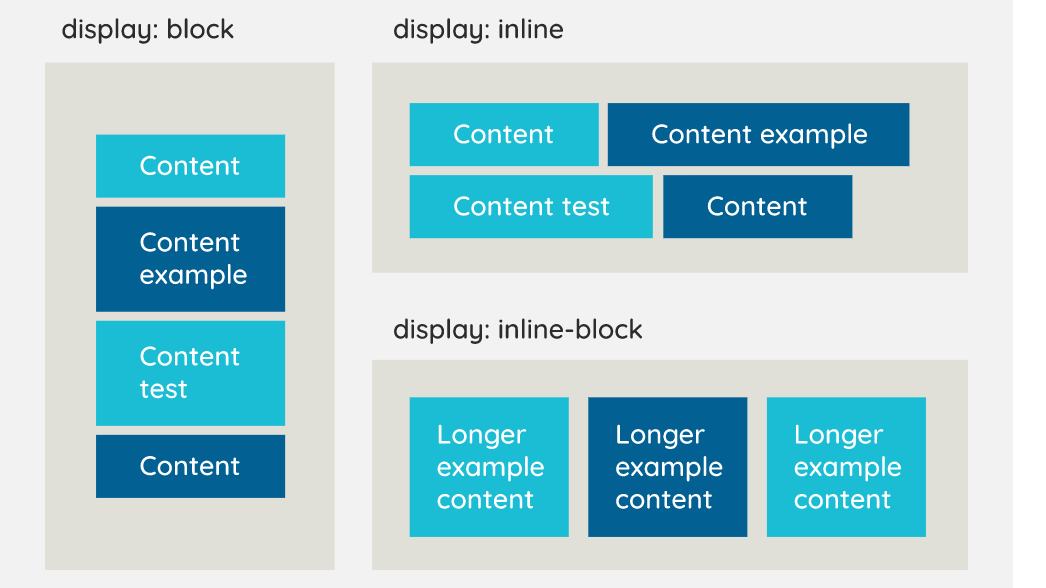 display: block
Content
Content
example
Content
test
Content
display: inline
Content
Content example
Content test
Content
display: inline-block
Longer
example
content
Longer
example
content
Longer
example
content